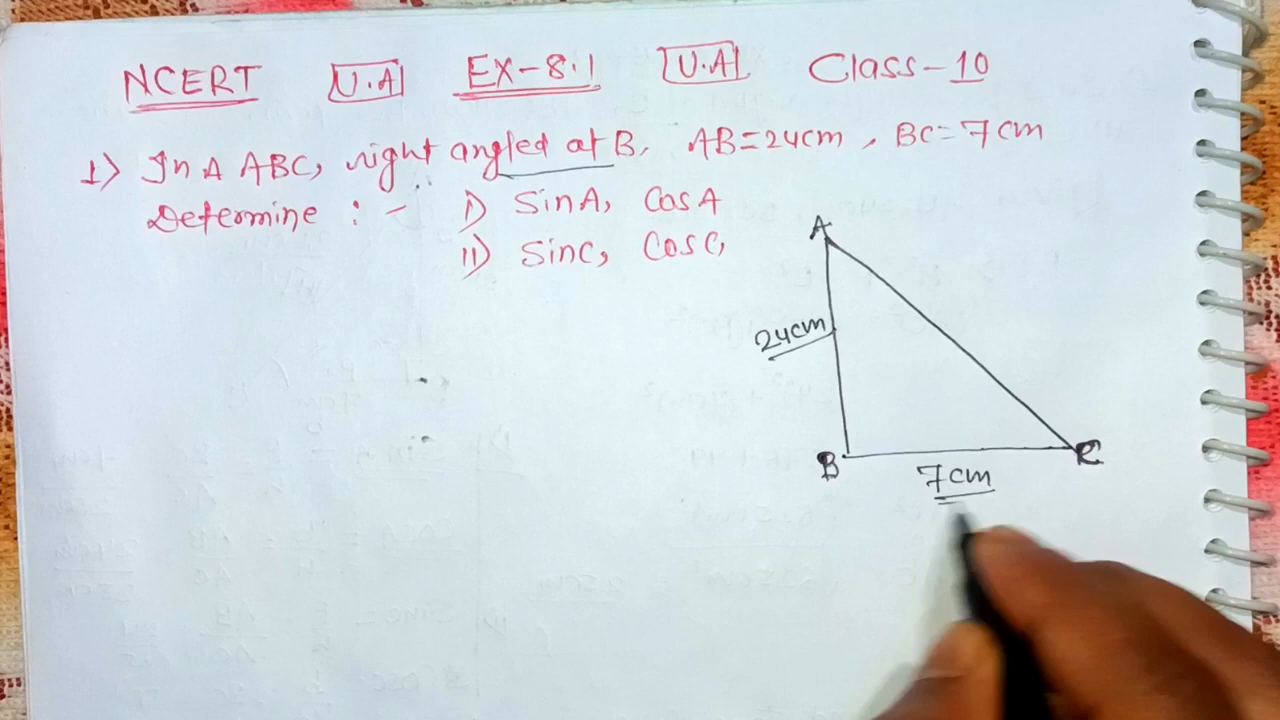 NCERT U.A EX-8.1 U.A Class-10
1) In Δ ABC, right angled at B, AB=24cm, BC=7cm
Determine :- I) SinA, CosA
II) SinC, CosC,
A
24cm
B
C
7cm